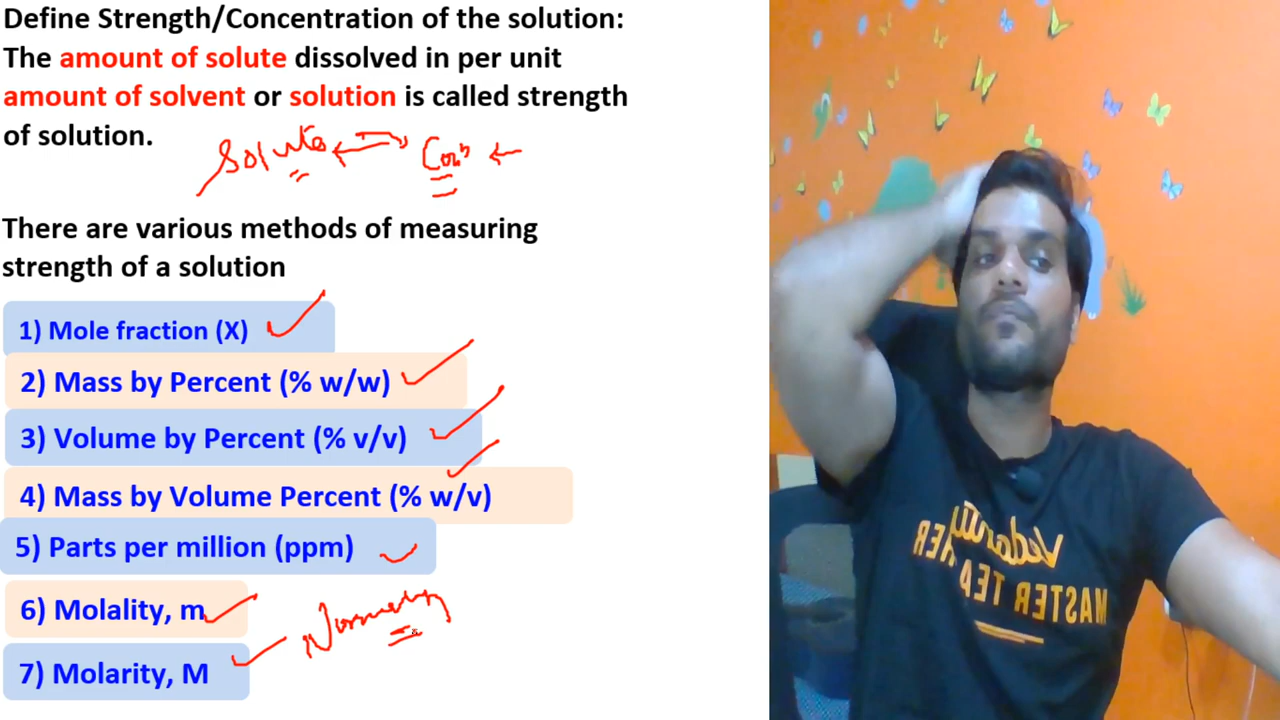 Define Strength/Concentration of the solution:
The amount of solute dissolved in per unit
amount of solvent or solution is called strength
of solution.
Solute Conⁿ
There are various methods of measuring
strength of a solution
1) Mole fraction (X)
2) Mass by Percent (% w/w)
3) Volume by Percent (% v/v)
4) Mass by Volume Percent (% w/v)
5) Parts per million (ppm)
6) Molality, m
Normality
7) Molarity, M
Vedantu
MASTER TEACHER